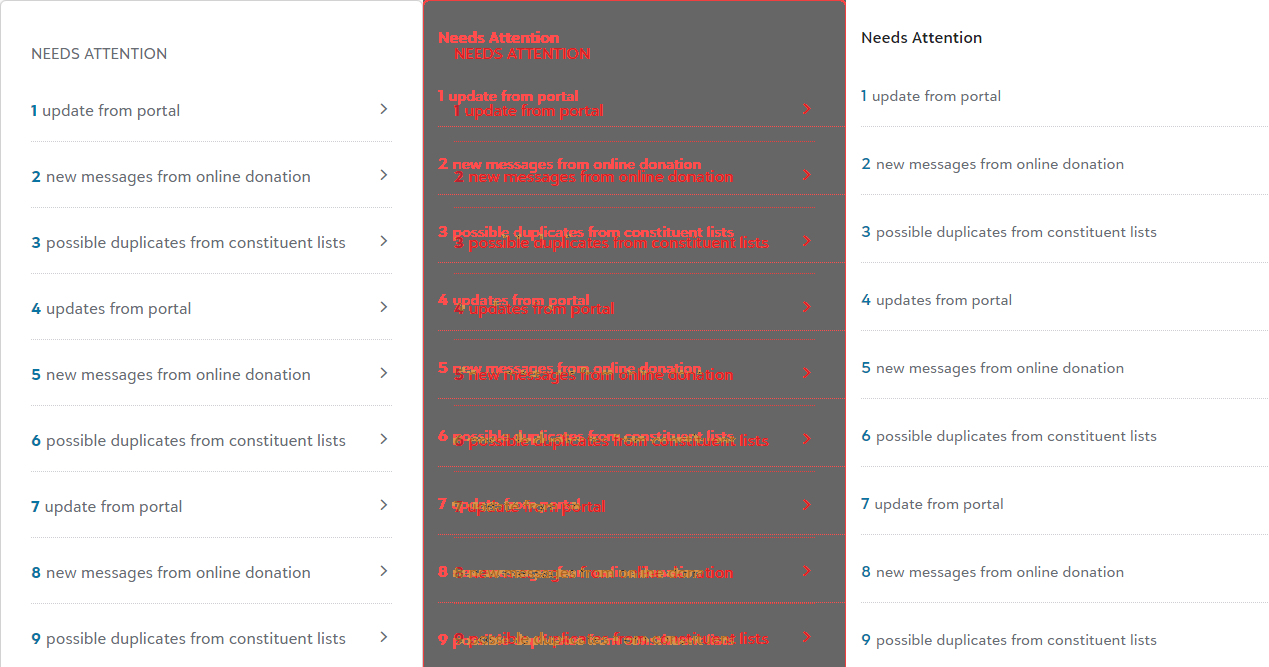 NEEDS ATTENTION
1 update from portal
2 new messages from online donation
3 possible duplicates from constituent lists
4 updates from portal
5 new messages from online donation
6 possible duplicates from constituent lists
7 update from portal
8 new messages from online donation
9 possible duplicates from constituent lists
Needs Attention
NEEDS ATTENTION
1 update from portal
1 update from portal
2 new messages from online donation
2 new messages from online donation
3 possible duplicates from constituent lists
3 possible duplicates from constituent lists
4 updates from portal
4 updates from portal
5 new messages from online donation
5 new messages from online donation
6 possible duplicates from constituent lists
6 possible duplicates from constituent lists
7 update from portal
7 update from portal
8 new messages from online donation
8 new messages from online donation
9 possible duplicates from constituent lists
9 possible duplicates from constituent lists
Needs Attention
1 update from portal
2 new messages from online donation
3 possible duplicates from constituent lists
4 updates from portal
5 new messages from online donation
6 possible duplicates from constituent lists
7 update from portal
8 new messages from online donation
9 possible duplicates from constituent lists